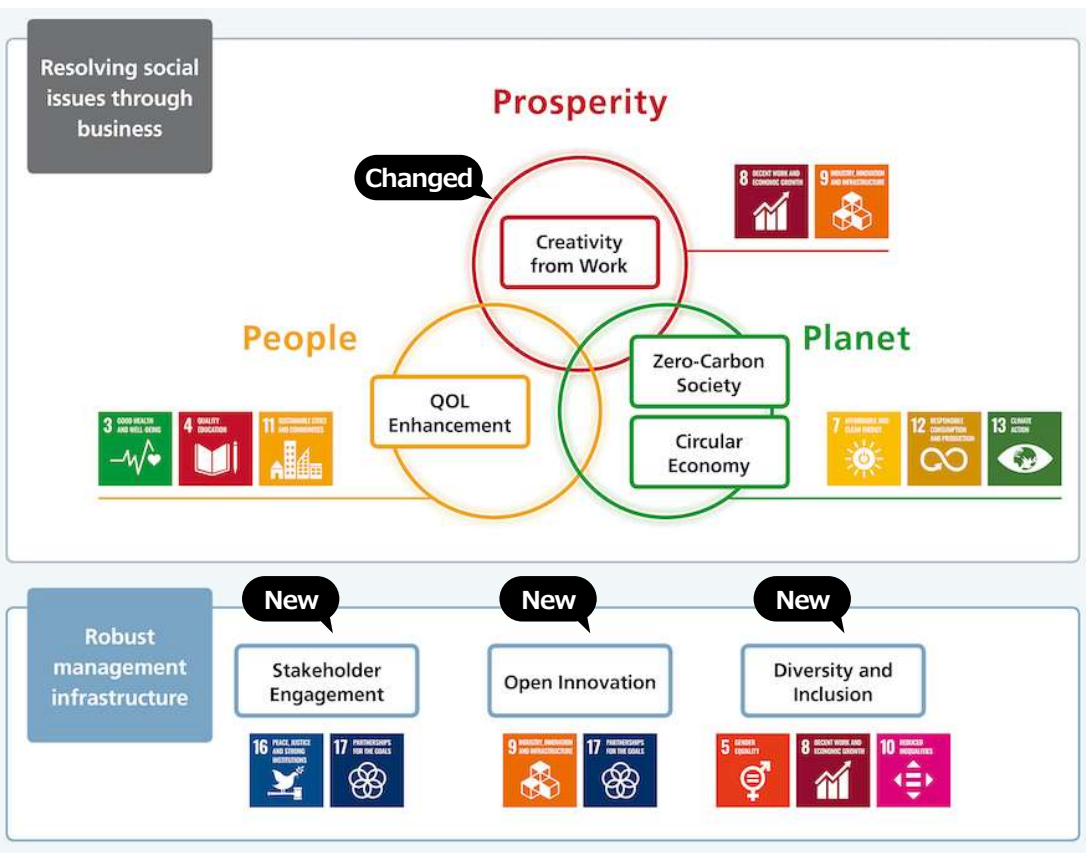 Resolving social
issues through
business
Prosperity
Changed
Creativity
from Work
8 DECENT WORK AND
ECONOMIC GROWTH
9 INDUSTRY, INNOVATION
AND INFRASTRUCTURE
People
QOL
Enhancement
3 GOOD HEALTH
AND WELL-BEING
4 QUALITY
EDUCATION
11 SUSTAINABLE CITIES
AND COMMUNITIES
Planet
Zero-Carbon
Society
Circular
Economy
7 AFFORDABLE AND
CLEAN ENERGY
12 RESPONSIBLE
CONSUMPTION
AND PRODUCTION
13 CLIMATE
ACTION
Robust
management
infrastructure
New
Stakeholder
Engagement
16 PEACE, JUSTICE
AND STRONG
INSTITUTIONS
17 PARTNERSHIPS
FOR THE GOALS
New
Open Innovation
9 INDUSTRY, INNOVATION
AND INFRASTRUCTURE
17 PARTNERSHIPS
FOR THE GOALS
New
Diversity and
Inclusion
5 GENDER
EQUALITY
8 DECENT WORK AND
ECONOMIC GROWTH
10 REDUCED
INEQUALITIES